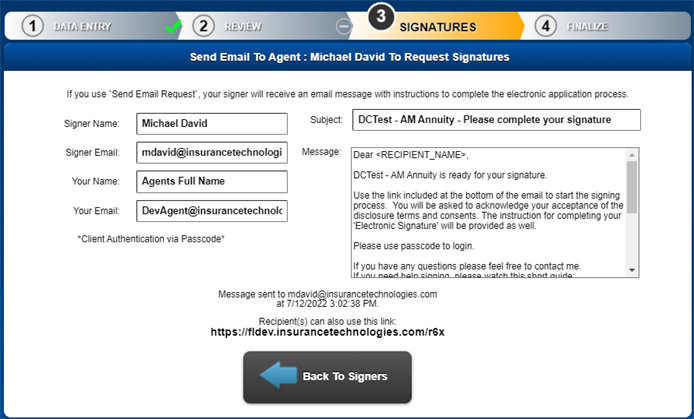 1 DATA ENTRY
2 REVIEW
3 SIGNATURES
4 FINALIZE
Send Email To Agent : Michael David To Request Signatures
If you use `Send Email Request`, your signer will receive an email message with instructions to complete the electronic application process.
Signer Name: Michael David
Signer Email: mdavid@insurancetechnologi
Your Name: Agents Full Name
Your Email: DevAgent@insurancetechnolo
*Client Authentication via Passcode*
Subject: DCTest - AM Annuity - Please complete your signature
Message: Dear <RECIPIENT_NAME>,
DCTest - AM Annuity is ready for your signature.
Use the link included at the bottom of the email to start the signing
process.  You will be asked to acknowledge your acceptance of the
disclosure terms and consents. The instruction for completing your
'Electronic Signature' will be provided as well.
Please use passcode to login.
If you have any questions please feel free to contact me.
If you need help signing, please watch this short guide:
Message sent to mdavid@insurancetechnologies.com
at 7/12/2022 3:02:38 PM.
Recipient(s) can also use this link:
https://fldev.insurancetechnologies.com/r6x
Back To Signers